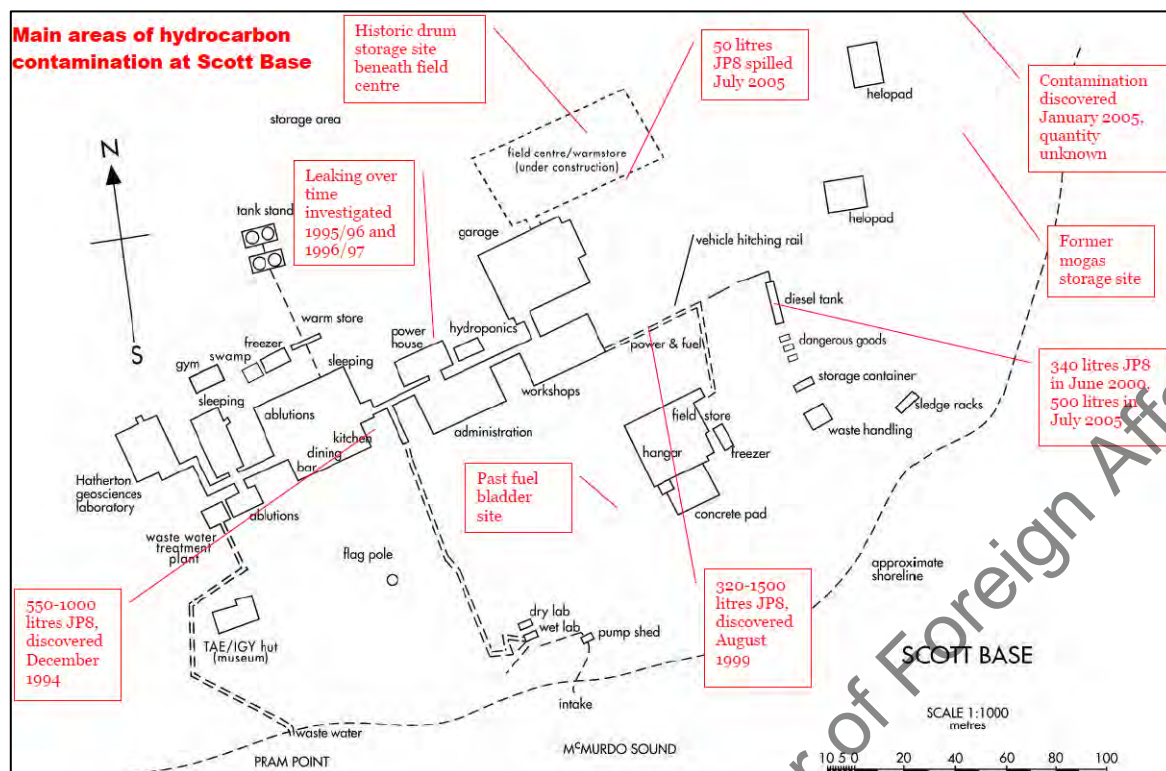 Main areas of hydrocarbon
contamination at Scott Base
Historic drum
storage site
beneath field
centre
50 litres
JP8 spilled
July 2005
Contamination
discovered
January 2005,
quantity
unknown
helopad
storage area
N
S
field centre/warmstore
(under construction)
Leaking over
time
investigated
1995/96 and
1996/97
tank stand
garage
helopad
vehicle hitching rail
Former
mogas
storage site
diesel tank
warm store
power
house
hydroponics
dangerous goods
freezer
swamp
gym
sleeping
sleeping
power & fuel
workshops
storage container
sledge racks
waste handling
340 litres JP8
in June 2000,
500 litres in
July 2005
ablutions
kitchen
dining
bar
administration
field store
hangar
freezer
concrete pad
Hatherton
geosciences
laboratory
ablutions
waste water
treatment
plant
Past fuel
bladder
site
flag pole
approximate
shoreline
550-1000
litres JP8,
discovered
December
1994
TAE/IGY hut
(museum)
dry lab
wet lab
pump shed
320-1500
litres JP8,
discovered
August
1999
intake
waste water
PRAM POINT
McMURDO SOUND
SCOTT BASE
SCALE 1:1000
metres
10 5 0 20 40 60 80 100
of Foreign